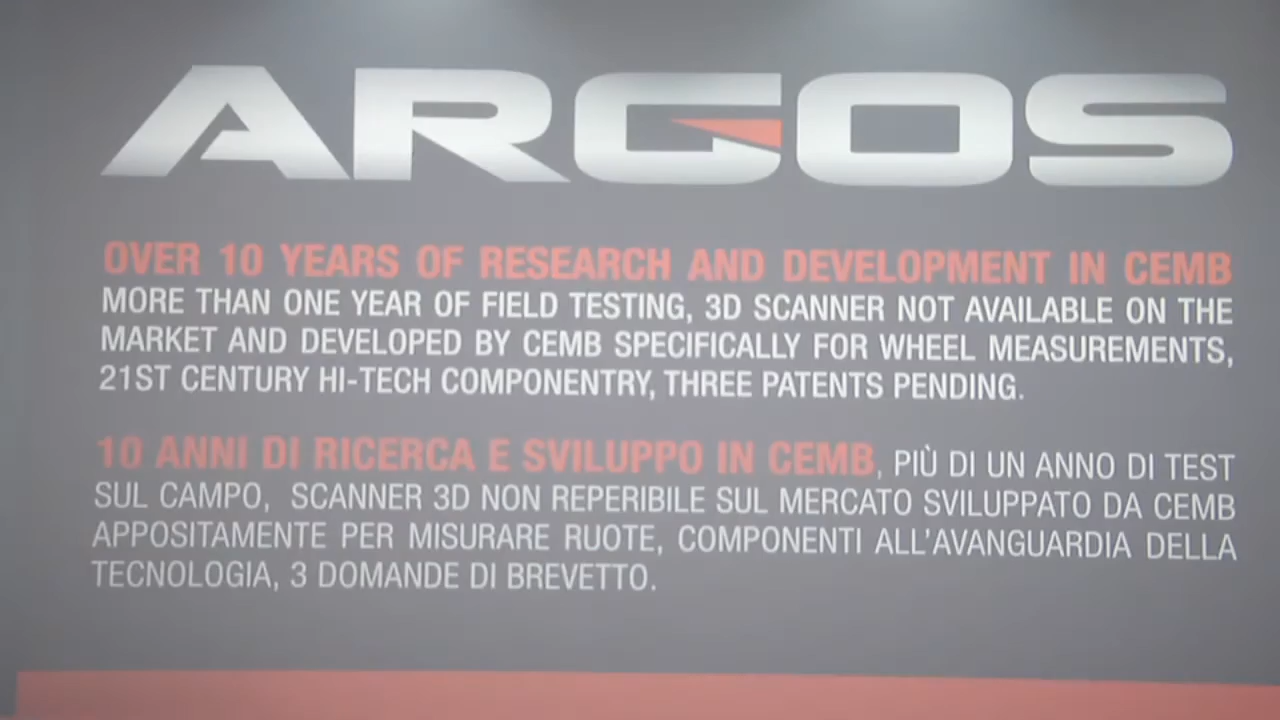 ARGOS
OVER 10 YEARS OF RESEARCH AND DEVELOPMENT IN CEMB
MORE THAN ONE YEAR OF FIELD TESTING, 3D SCANNER NOT AVAILABLE ON THE
MARKET AND DEVELOPED BY CEMB SPECIFICALLY FOR WHEEL MEASUREMENTS,
21ST CENTURY HI-TECH COMPONENTRY, THREE PATENTS PENDING.
10 ANNI DI RICERCA E SVILUPPO IN CEMB, PIÙ DI UN ANNO DI TEST
SUL CAMPO, SCANNER 3D NON REPERIBILE SUL MERCATO SVILUPPATO DA CEMB
APPOSITAMENTE PER MISURARE RUOTE, COMPONENTI ALL'AVANGUARDIA DELLA
TECNOLOGIA, 3 DOMANDE DI BREVETTO.